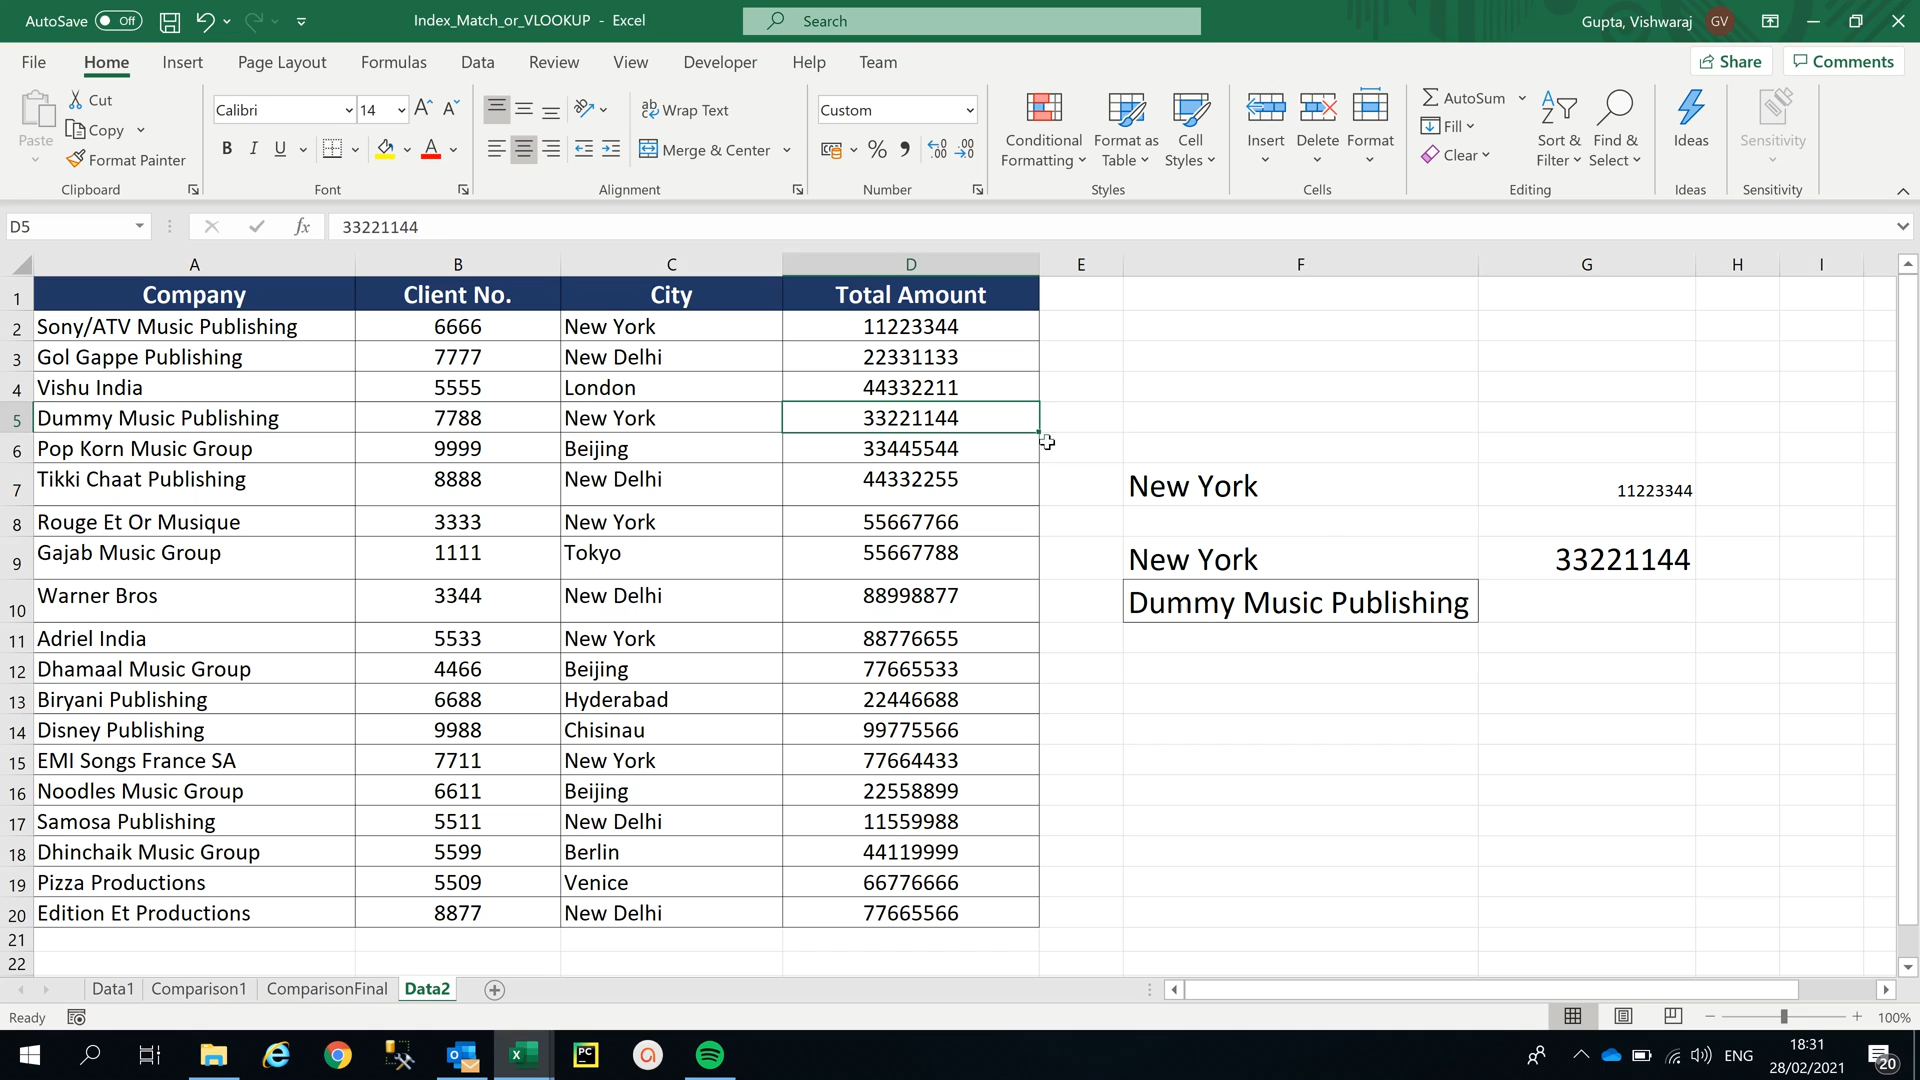 AutoSave Off Index_Match_or_VLOOKUP - Excel Search Gupta, Vishwaraj GV
File Home Insert Page Layout Formulas Data Review View Developer Help Team Share Comments
Paste Cut Copy Format Painter Clipboard
Calibri 14 A A B I U A Font
ab Wrap Text Merge & Center Alignment
Custom % Number
Conditional Formatting Format as Table Cell Styles Styles
Insert Delete Format Cells
AutoSum Fill Clear Sort & Filter Find & Select Editing
Ideas Ideas
Sensitivity Sensitivity
D5 fx 33221144
A B C D E F G H I
1 Company Client No. City Total Amount
2 Sony/ATV Music Publishing 6666 New York 11223344
3 Gol Gappe Publishing 7777 New Delhi 22331133
4 Vishu India 5555 London 44332211
5 Dummy Music Publishing 7788 New York 33221144
6 Pop Korn Music Group 9999 Beijing 33445544
7 Tikki Chaat Publishing 8888 New Delhi 44332255 New York 11223344
8 Rouge Et Or Musique 3333 New York 55667766
9 Gajab Music Group 1111 Tokyo 55667788 New York 33221144
10 Warner Bros 3344 New Delhi 88998877 Dummy Music Publishing
11 Adriel India 5533 New York 88776655
12 Dhamaal Music Group 4466 Beijing 77665533
13 Biryani Publishing 6688 Hyderabad 22446688
14 Disney Publishing 9988 Chisinau 99775566
15 EMI Songs France SA 7711 New York 77664433
16 Noodles Music Group 6611 Beijing 22558899
17 Samosa Publishing 5511 New Delhi 11559988
18 Dhinchaik Music Group 5599 Berlin 44119999
19 Pizza Productions 5509 Venice 66776666
20 Edition Et Productions 8877 New Delhi 77665566
21
22
Data1 Comparison1 ComparisonFinal Data2
Ready 100%
PC ENG 18:31
28/02/2021 20